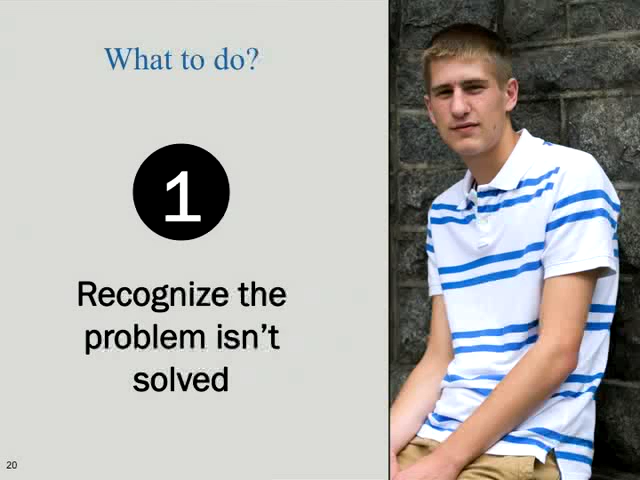 What to do?
1
Recognize the
problem isn't
solved
20